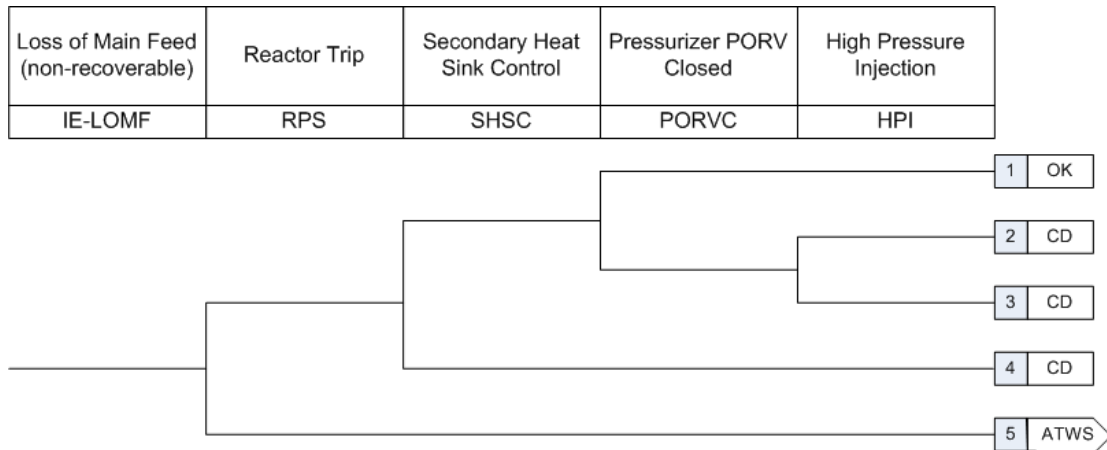 Loss of Main Feed
(non-recoverable)
Reactor Trip
Secondary Heat
Sink Control
Pressurizer PORV
Closed
High Pressure
Injection
IE-LOMF
RPS
SHSC
PORVC
HPI
1 OK
2 CD
3 CD
4 CD
5 ATWS